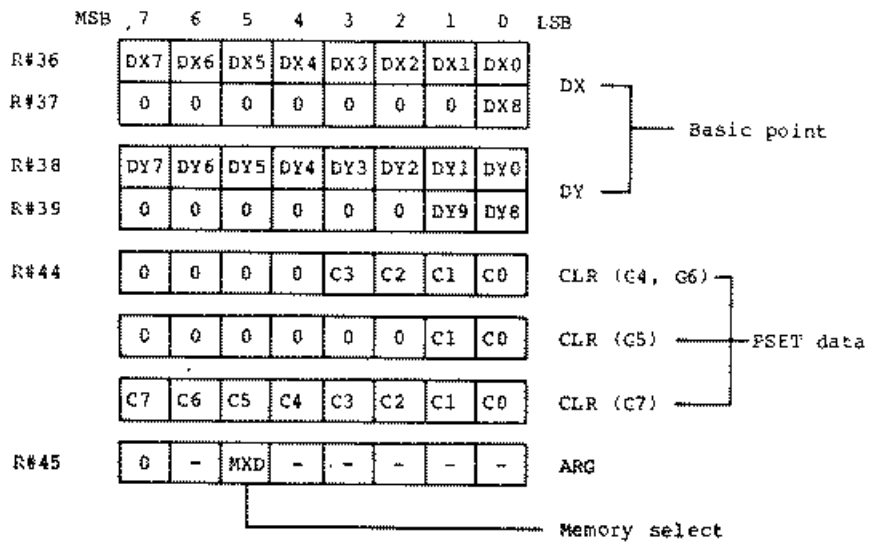 MSB 7 6 5 4 3 2 1 0 LSB
R#36 DX7 DX6 DX5 DX4 DX3 DX2 DX1 DX0
R#37 0 0 0 0 0 0 0 DX8
DX
Basic point
R#38 DY7 DY6 DY5 DY4 DY3 DY2 DY1 DY0
DY
R#39 0 0 0 0 0 0 DY9 DY8
R#44 0 0 0 0 C3 C2 C1 C0 CLR (G4, G6)
0 0 0 0 0 0 C1 C0 CLR (G5) PSET data
C7 C6 C5 C4 C3 C2 C1 C0 CLR (G7)
R#45 0 - MXD - - - - - ARG
Memory select